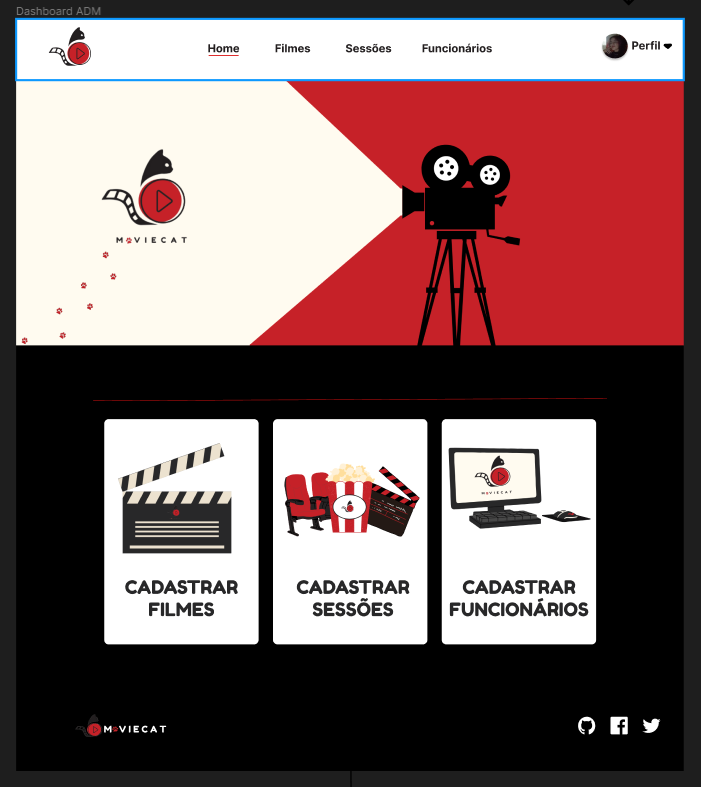 Dashboard ADM
Home Filmes Sessões Funcionários Perfil
MOVIECAT
MOVIECAT
CADASTRAR
FILMES
CADASTRAR
SESSÕES
CADASTRAR
FUNCIONÁRIOS
MOVIECAT